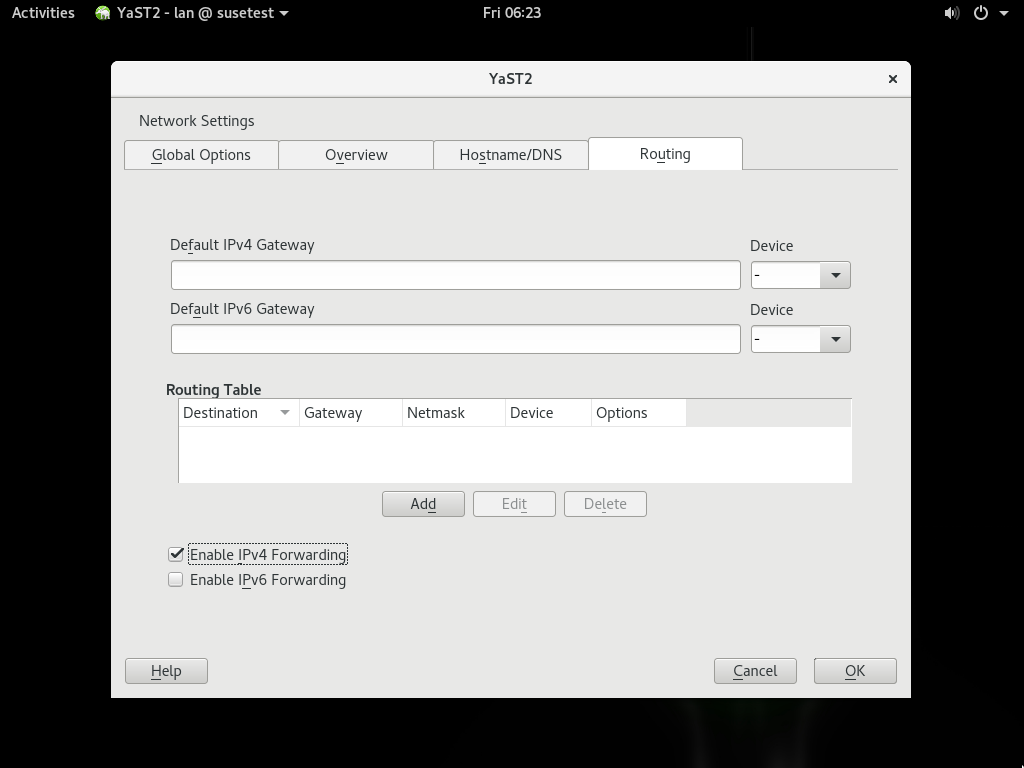 Activities YaST2 - lan @ susetest Fri 06:23
YaST2 ×
Network Settings
Global Options Overview Hostname/DNS Routing
Default IPv4 Gateway Device
-
Default IPv6 Gateway Device
-
Routing Table
Destination Gateway Netmask Device Options
Add Edit Delete
Enable IPv4 Forwarding
Enable IPv6 Forwarding
Help Cancel OK